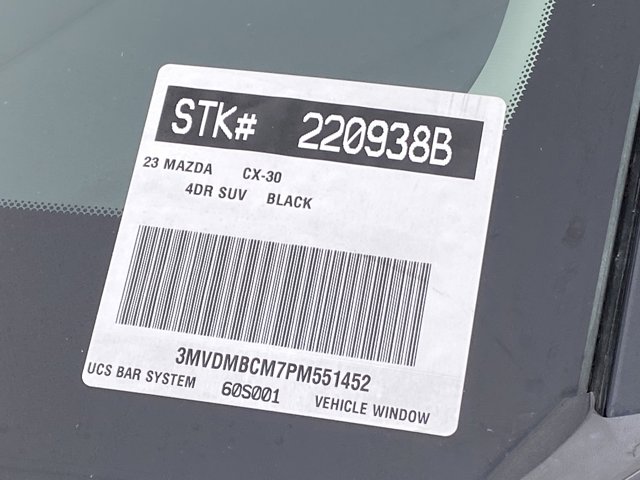 STK# 220938B
23 MAZDA CX-30
4DR SUV BLACK
3MVDMBCM7PM551452
UCS BAR SYSTEM 60S001 VEHICLE WINDOW